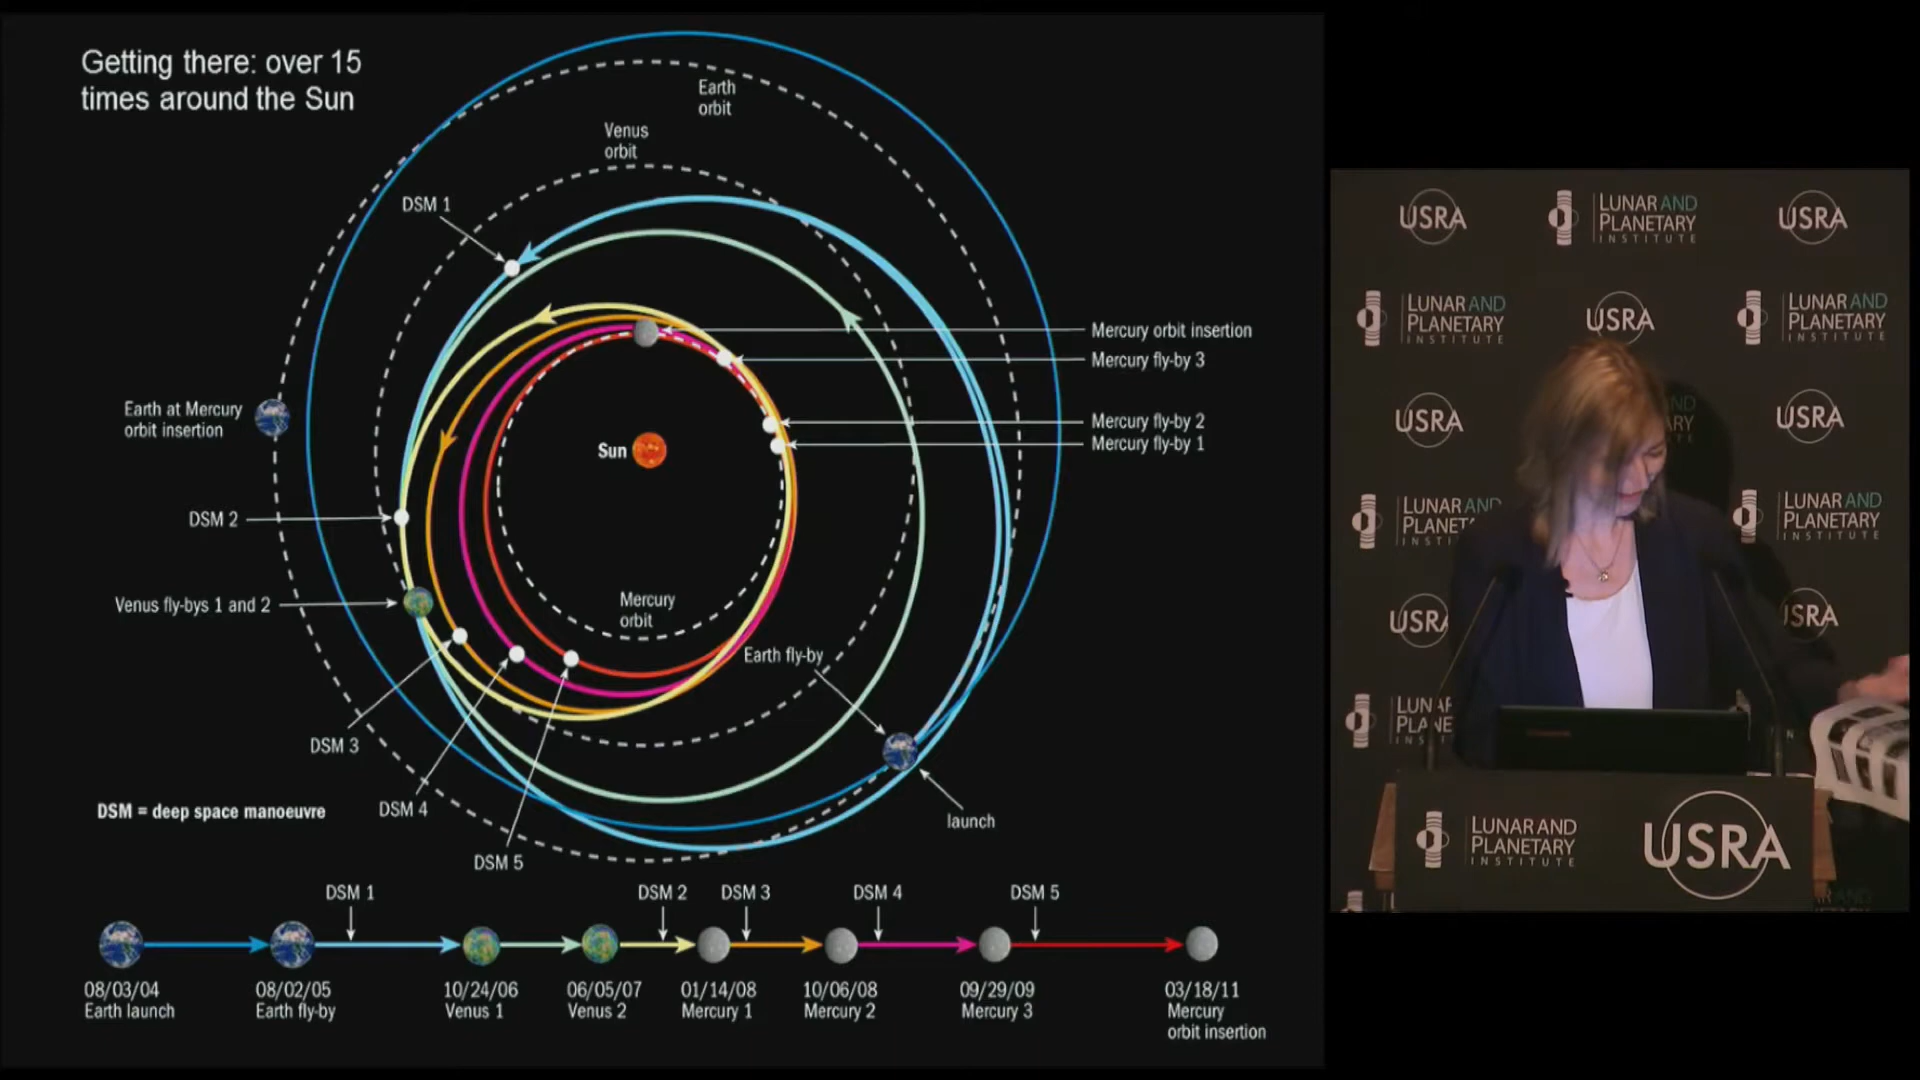 Getting there: over 15
times around the Sun
Earth
orbit
Venus
orbit
DSM 1
Mercury orbit insertion
Mercury fly-by 3
Earth at Mercury
orbit insertion
Mercury fly-by 2
Mercury fly-by 1
Sun
DSM 2
Venus fly-bys 1 and 2
Mercury
orbit
Earth fly-by
DSM 3
DSM 4
DSM = deep space manoeuvre
launch
DSM 5
DSM 1
DSM 2
DSM 3
DSM 4
DSM 5
08/03/04
Earth launch
08/02/05
Earth fly-by
10/24/06
Venus 1
06/05/07
Venus 2
01/14/08
Mercury 1
10/06/08
Mercury 2
09/29/09
Mercury 3
03/18/11
Mercury
orbit insertion
USRA
LUNAR AND
PLANETARY
INSTITUTE
USRA
LUNAR AND
PLANETARY
INSTITUTE
USRA
LUNAR AND
PLANETARY
INSTITUTE
USRA
USRA
LUNAR AND
LUNAR AND
PLANETARY
INSTITUTE
USRA
LUNAR AND
PLANETARY
INSTITUTE
USRA